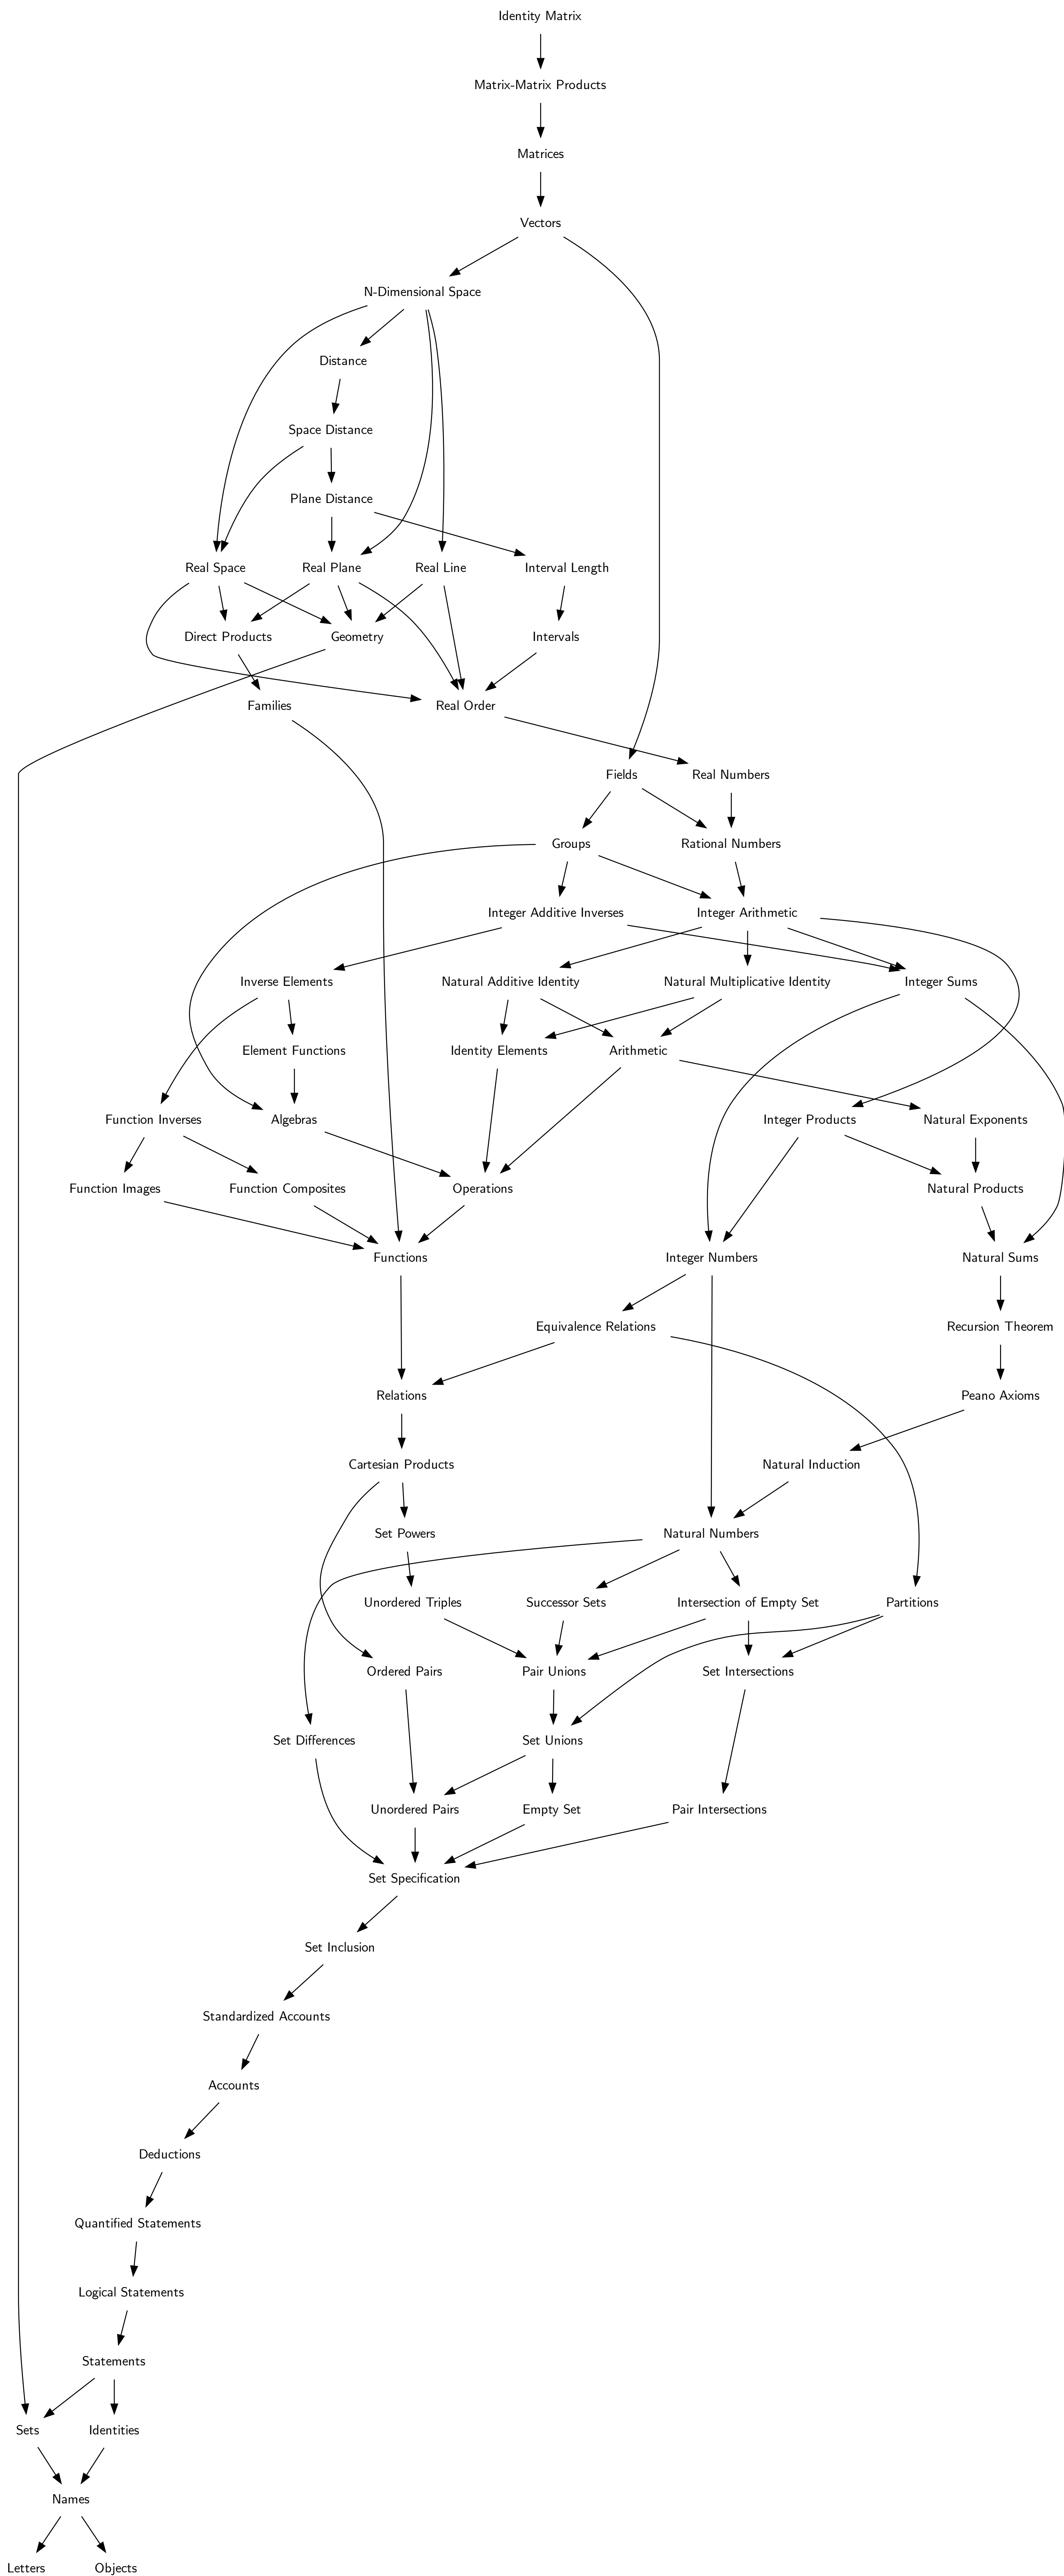 Identity Matrix
Matrix-Matrix Products
Matrices
Vectors
N-Dimensional Space
Distance
Space Distance
Plane Distance
Real Space
Real Plane
Real Line
Interval Length
Direct Products
Geometry
Intervals
Families
Real Order
Fields
Real Numbers
Groups
Rational Numbers
Integer Additive Inverses
Integer Arithmetic
Inverse Elements
Natural Additive Identity
Natural Multiplicative Identity
Integer Sums
Element Functions
Identity Elements
Arithmetic
Function Inverses
Algebras
Integer Products
Natural Exponents
Function Images
Function Composites
Operations
Natural Products
Functions
Integer Numbers
Natural Sums
Equivalence Relations
Recursion Theorem
Relations
Peano Axioms
Cartesian Products
Natural Induction
Set Powers
Natural Numbers
Unordered Triples
Successor Sets
Intersection of Empty Set
Partitions
Ordered Pairs
Pair Unions
Set Intersections
Set Differences
Set Unions
Unordered Pairs
Empty Set
Pair Intersections
Set Specification
Set Inclusion
Standardized Accounts
Accounts
Deductions
Quantified Statements
Logical Statements
Statements
Sets
Identities
Names
Letters
Objects